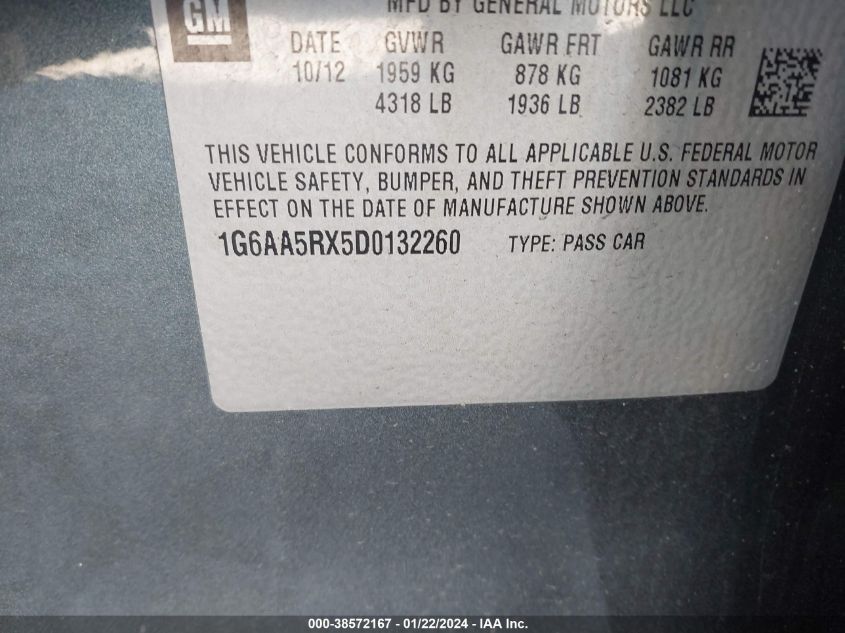 GM
MFD BY GENERAL MOTORS LLC
DATE GVWR GAWR FRT GAWR RR
10/12 1959 KG 878 KG 1081 KG
4318 LB 1936 LB 2382 LB
THIS VEHICLE CONFORMS TO ALL APPLICABLE U.S. FEDERAL MOTOR
VEHICLE SAFETY, BUMPER, AND THEFT PREVENTION STANDARDS IN
EFFECT ON THE DATE OF MANUFACTURE SHOWN ABOVE.
1G6AA5RX5D0132260 TYPE: PASS CAR
000-38572167 - 01/22/2024 - IAA Inc.